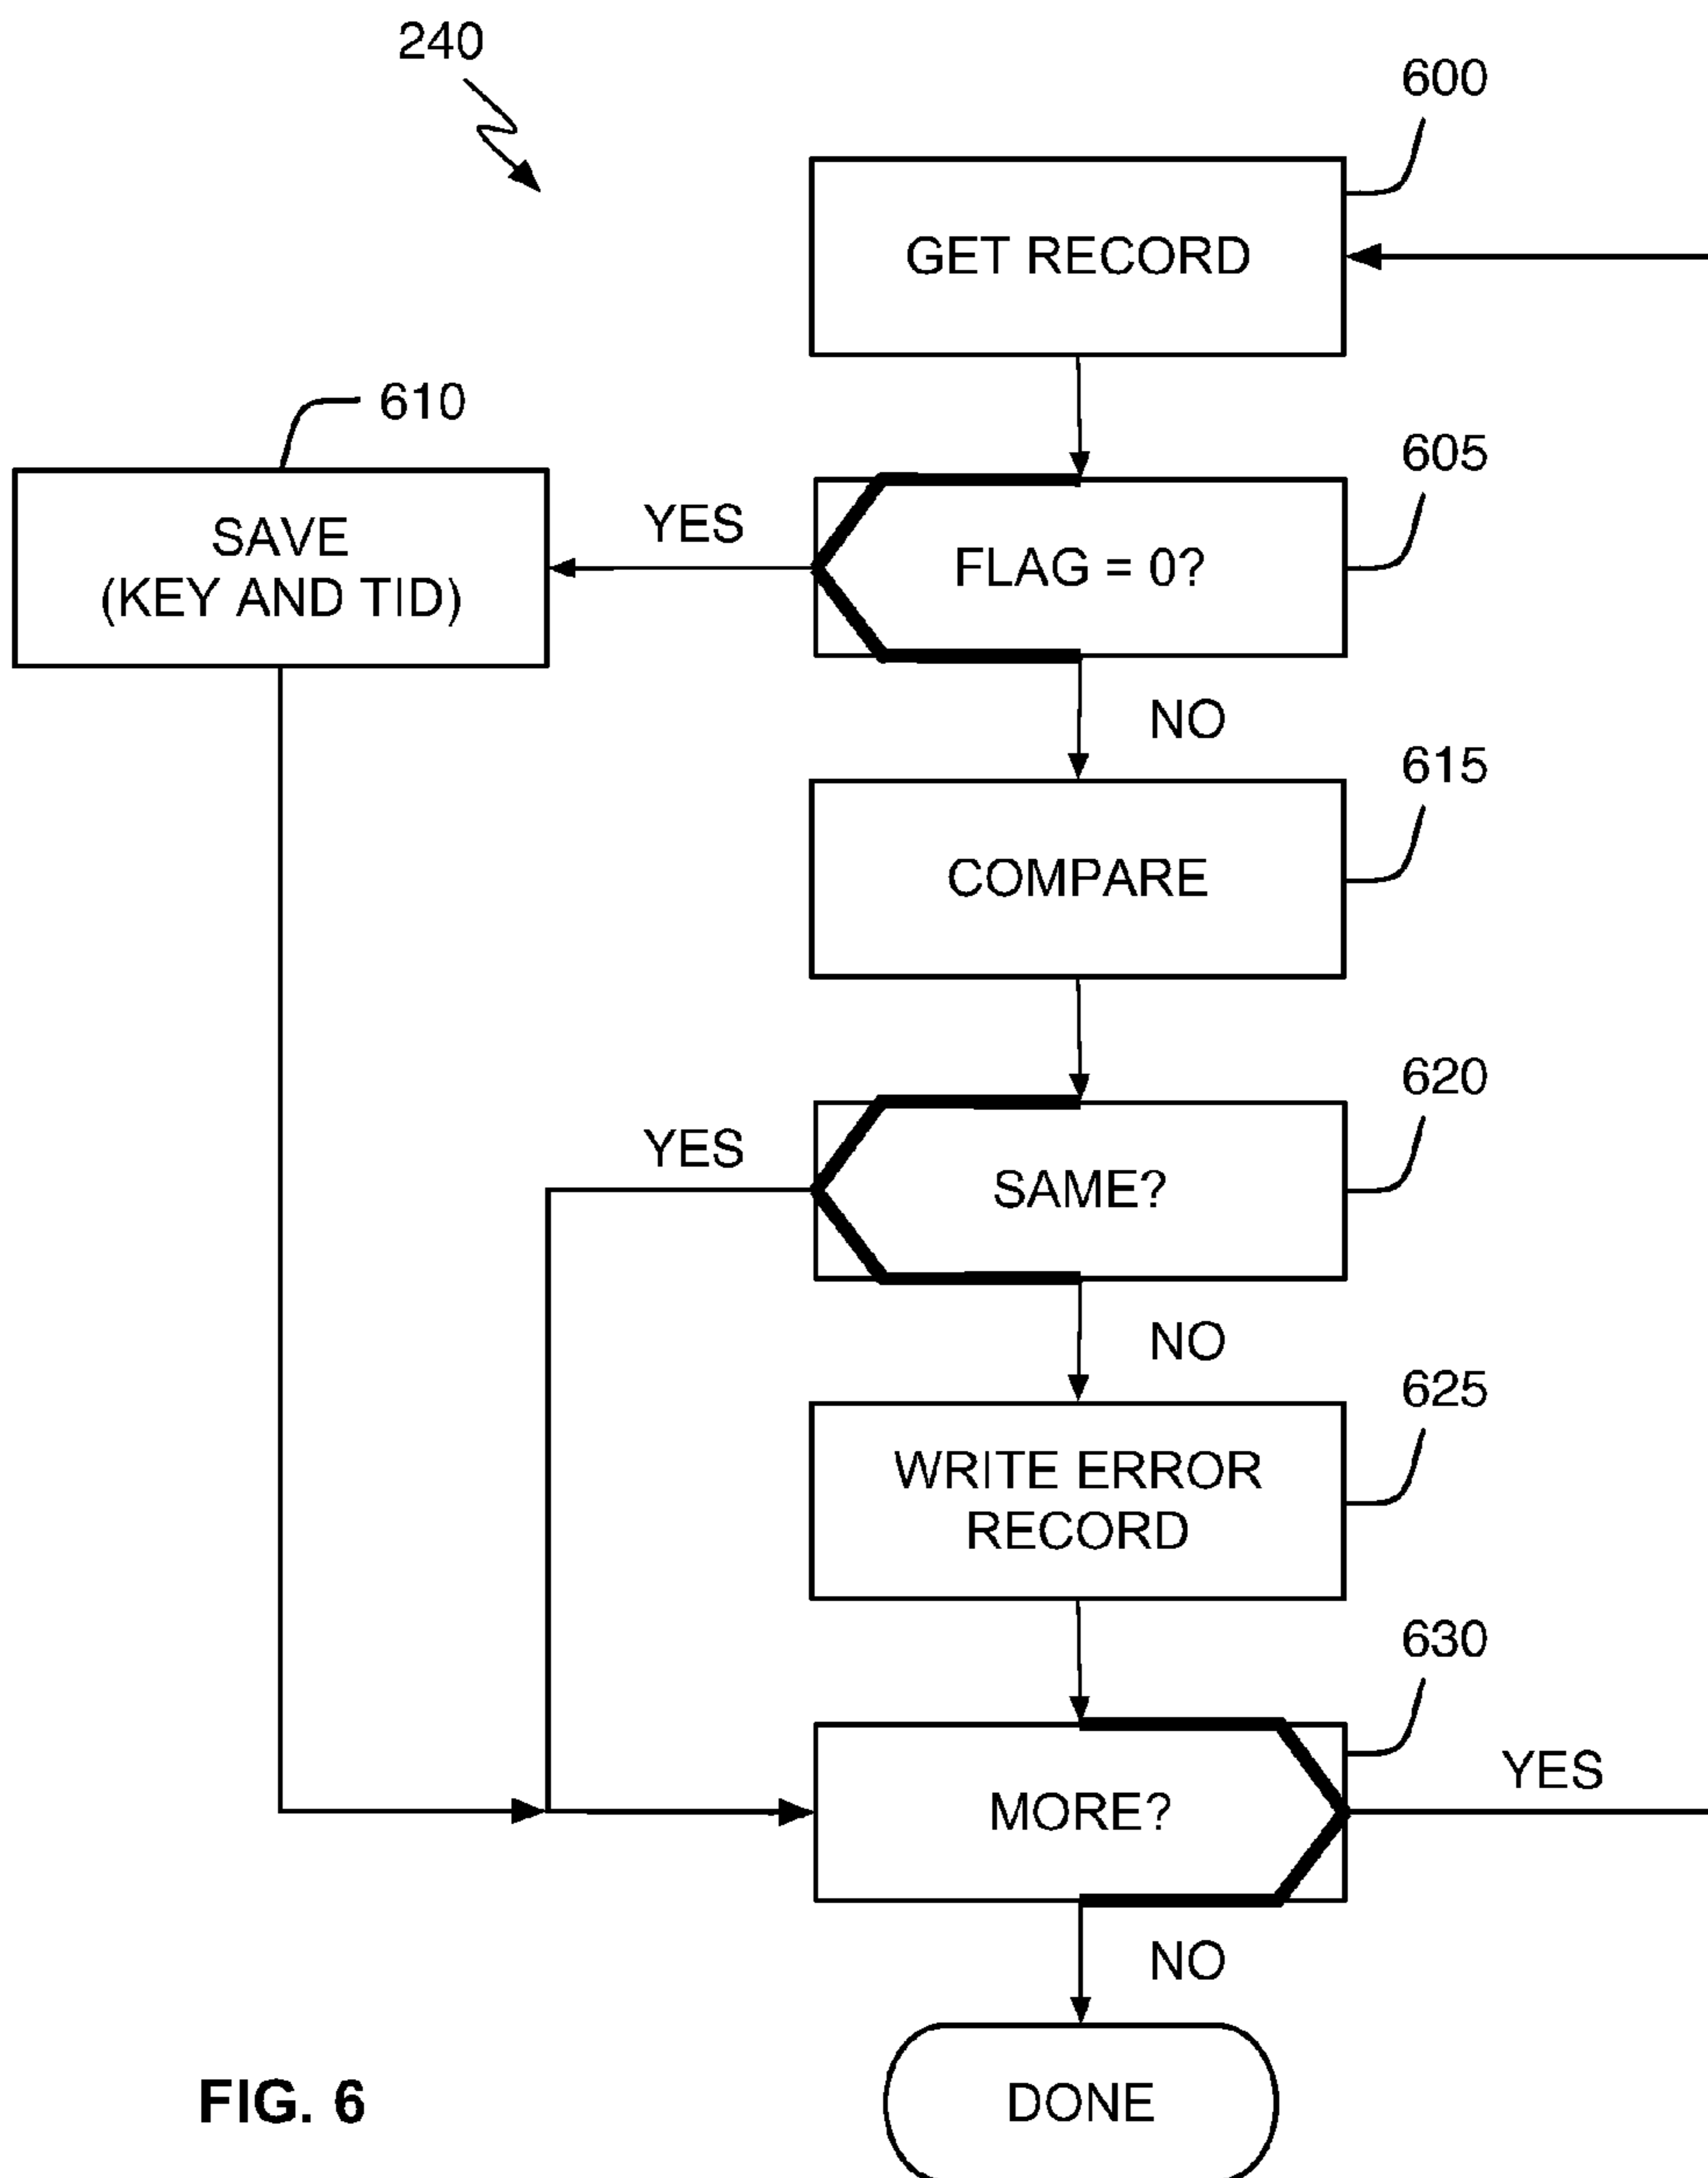 240
600
GET RECORD
610
605
SAVE
(KEY AND TID)
YES
FLAG = 0?
NO
615
COMPARE
620
YES
SAME?
NO
625
WRITE ERROR
RECORD
630
YES
MORE?
NO
DONE
FIG. 6